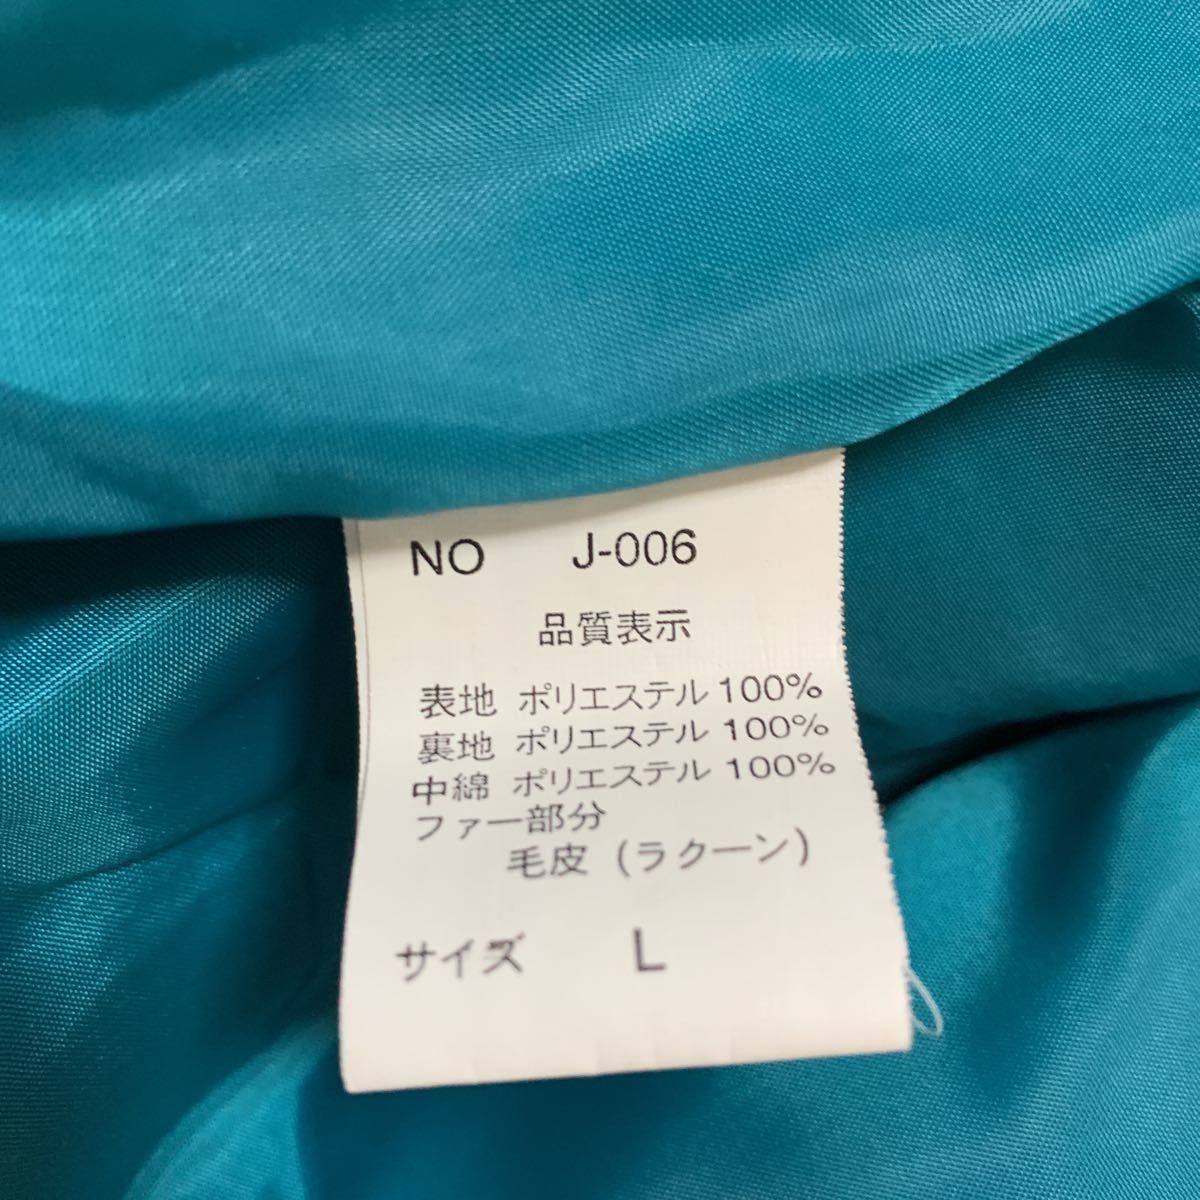 NO J-006
品質表示
表地 ポリエステル 100%
裏地 ポリエステル 100%
中綿 ポリエステル 100%
ファー部分
毛皮 (ラクーン)
サイズ L